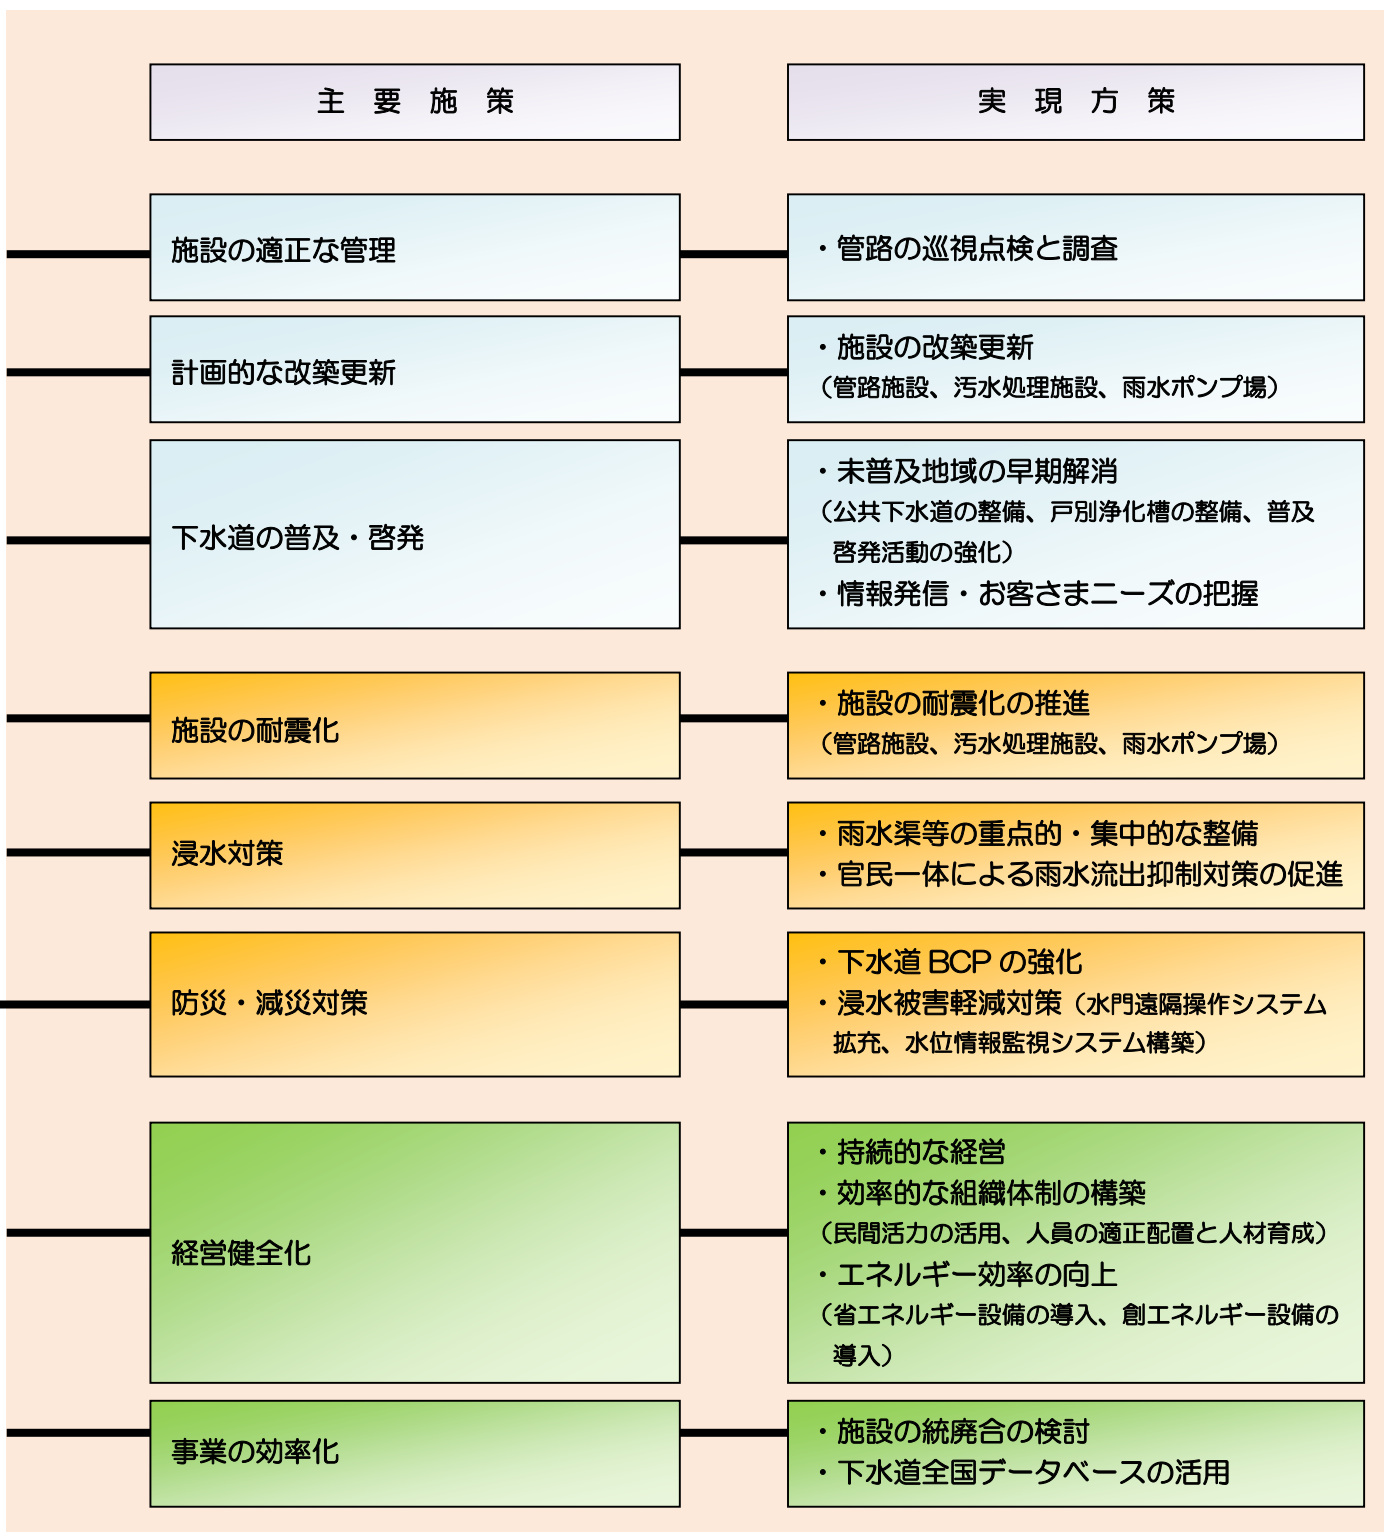 主要施策
実現方策
施設の適正な管理
・管路の巡視点検と調査
計画的な改築更新
・施設の改築更新
（管路施設、汚水処理施設、雨水ポンプ場）
下水道の普及・啓発
・未普及地域の早期解消
（公共下水道の整備、戸別浄化槽の整備、普及
啓発活動の強化）
・情報発信・お客さまニーズの把握
施設の耐震化
・施設の耐震化の推進
（管路施設、汚水処理施設、雨水ポンプ場）
浸水対策
・雨水渠等の重点的・集中的な整備
・官民一体による雨水流出抑制対策の促進
防災・減災対策
・下水道 BCP の強化
・浸水被害軽減対策（水門遠隔操作システム
拡充、水位情報監視システム構築）
経営健全化
・持続的な経営
・効率的な組織体制の構築
（民間活力の活用、人員の適正配置と人材育成）
・エネルギー効率の向上
（省エネルギー設備の導入、創エネルギー設備の
導入）
事業の効率化
・施設の統廃合の検討
・下水道全国データベースの活用